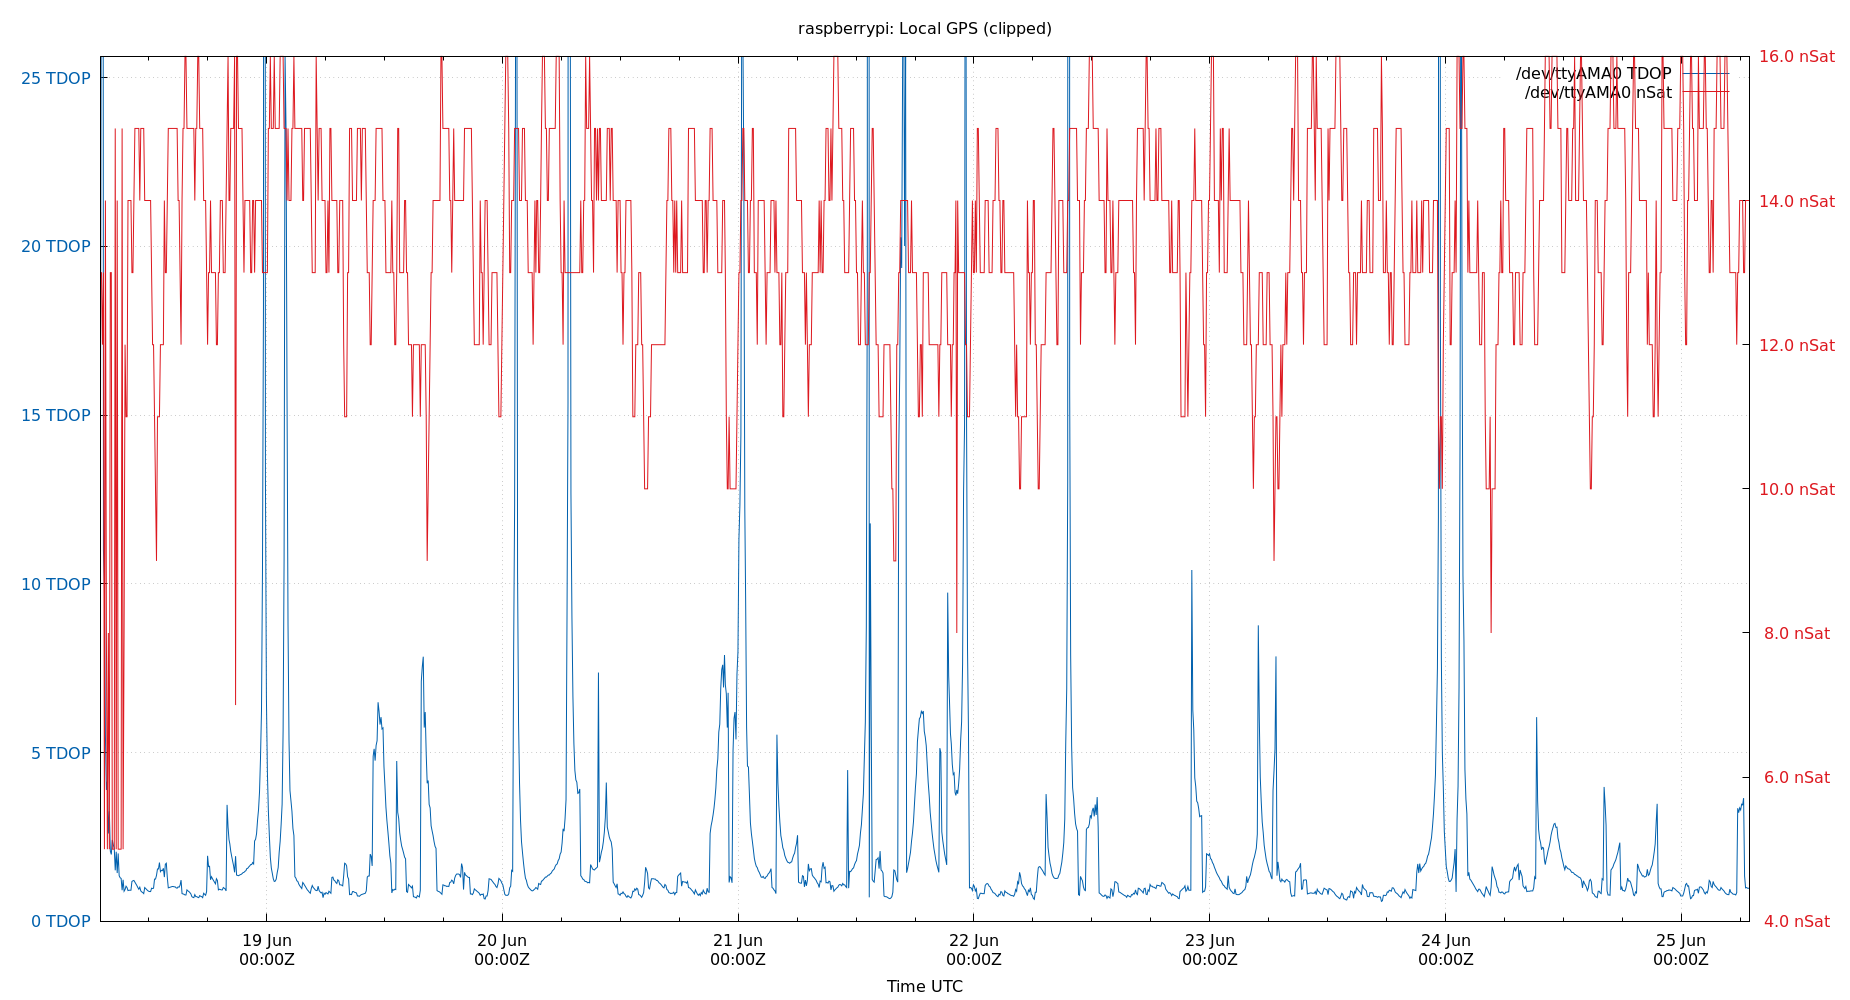 raspberrypi: Local GPS (clipped)
/dev/ttyAMA0 TDOP
/dev/ttyAMA0 nSat
25 TDOP
20 TDOP
15 TDOP
10 TDOP
5 TDOP
0 TDOP
16.0 nSat
14.0 nSat
12.0 nSat
10.0 nSat
8.0 nSat
6.0 nSat
4.0 nSat
19 Jun
00:00Z
20 Jun
00:00Z
21 Jun
00:00Z
22 Jun
00:00Z
23 Jun
00:00Z
24 Jun
00:00Z
25 Jun
00:00Z
Time UTC